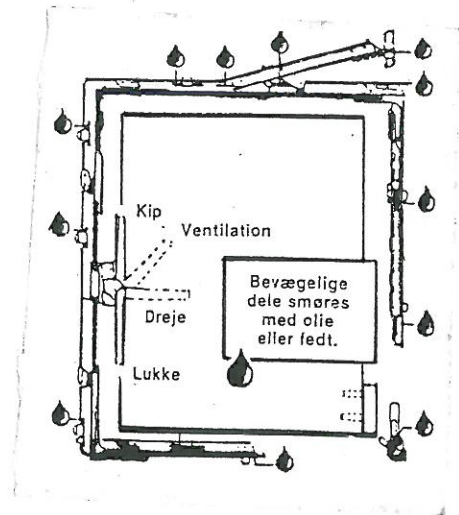 Kip
Ventilation
Dreje
Lukke
Bevægelige
dele smøres
med olie
eller fedt.